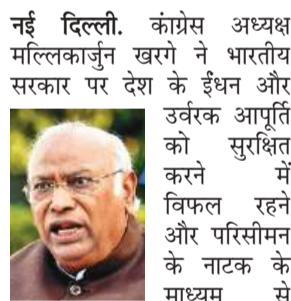 नई दिल्ली. कांग्रेस अध्यक्ष
मल्लिकार्जुन खरगे ने भारतीय
सरकार पर देश के ईंधन और
उर्वरक आपूर्ति
को सुरक्षित
करने में
विफल रहने
और परिसीमन
के नाटक के
माध्यम से